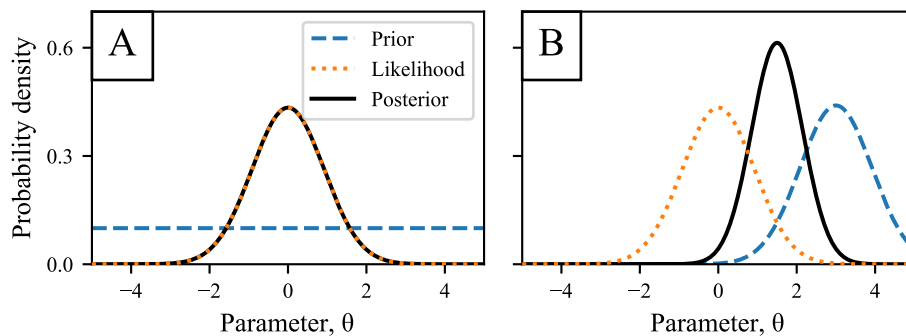 A
B
Prior
Likelihood
Posterior
Probability density
0.6
0.3
0.0
−4
−2
0
2
4
−4
−2
0
2
4
Parameter, θ
Parameter, θ